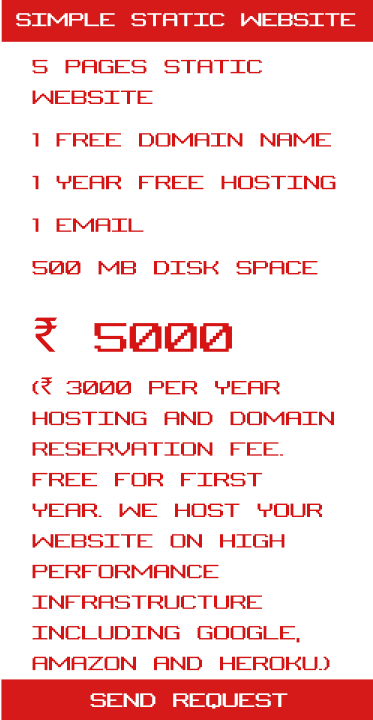 SIMPLE STATIC WEBSITE
5 PAGES STATIC
WEBSITE
1 FREE DOMAIN NAME
1 YEAR FREE HOSTING
1 EMAIL
500 MB DISK SPACE
₹ 5000
(₹ 3000 PER YEAR
HOSTING AND DOMAIN
RESERVATION FEE.
FREE FOR FIRST
YEAR. WE HOST YOUR
WEBSITE ON HIGH
PERFORMANCE
INFRASTRUCTURE
INCLUDING GOOGLE,
AMAZON AND HEROKU.)
SEND REQUEST